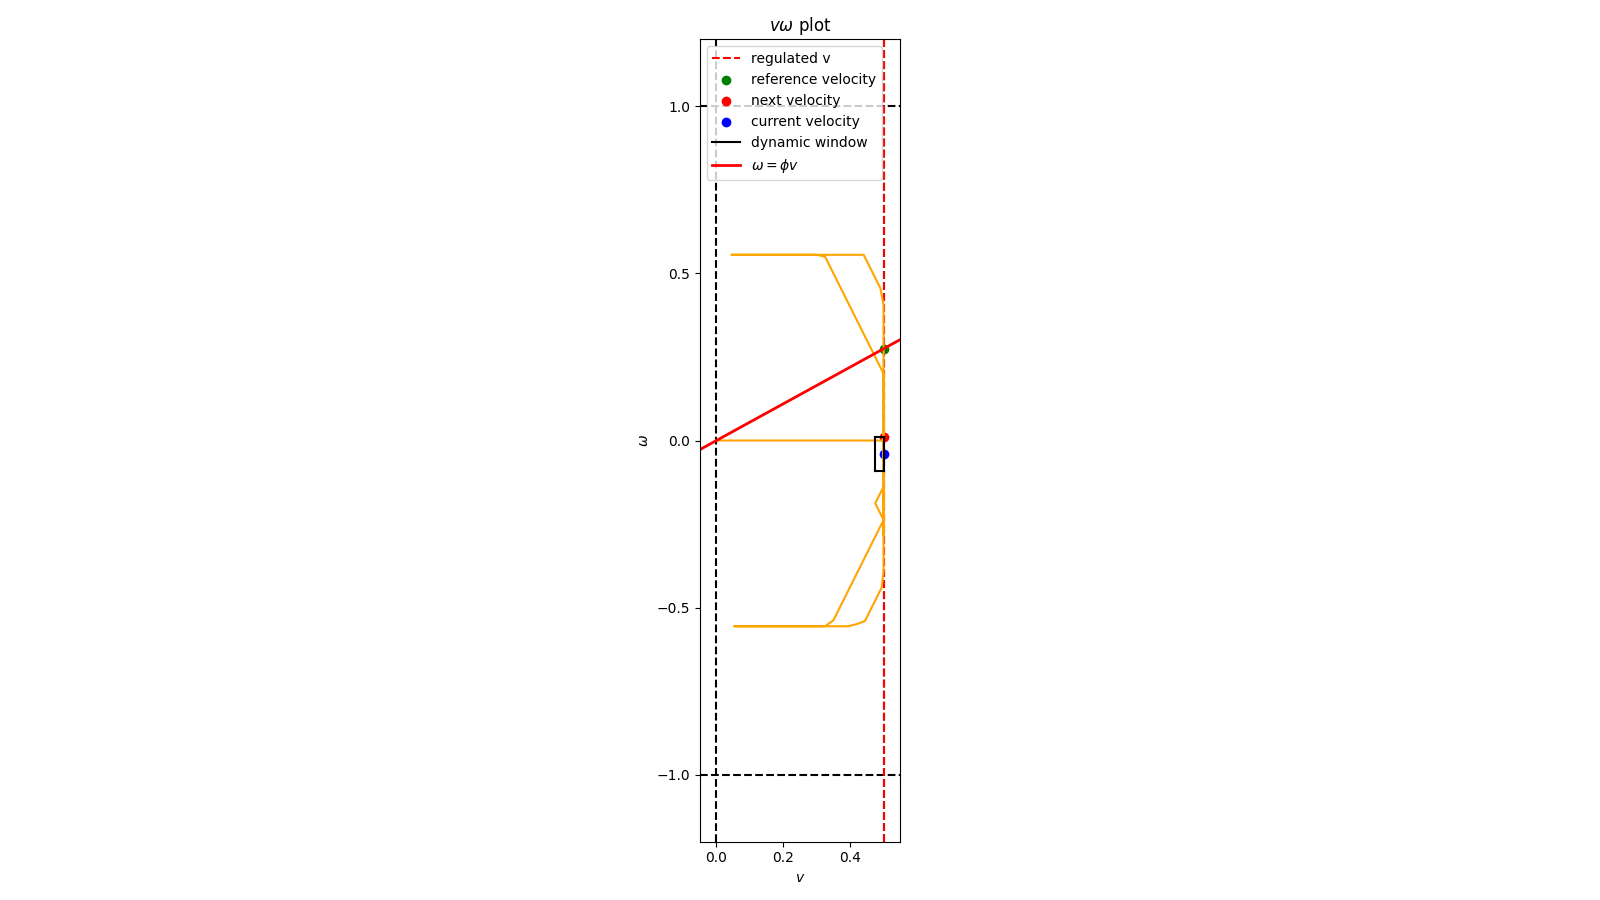 vω plot
regulated v
reference velocity
next velocity
current velocity
dynamic window
ω = ϕv
1.0
0.5
0.0
−0.5
−1.0
ω
0.0 0.2 0.4
v